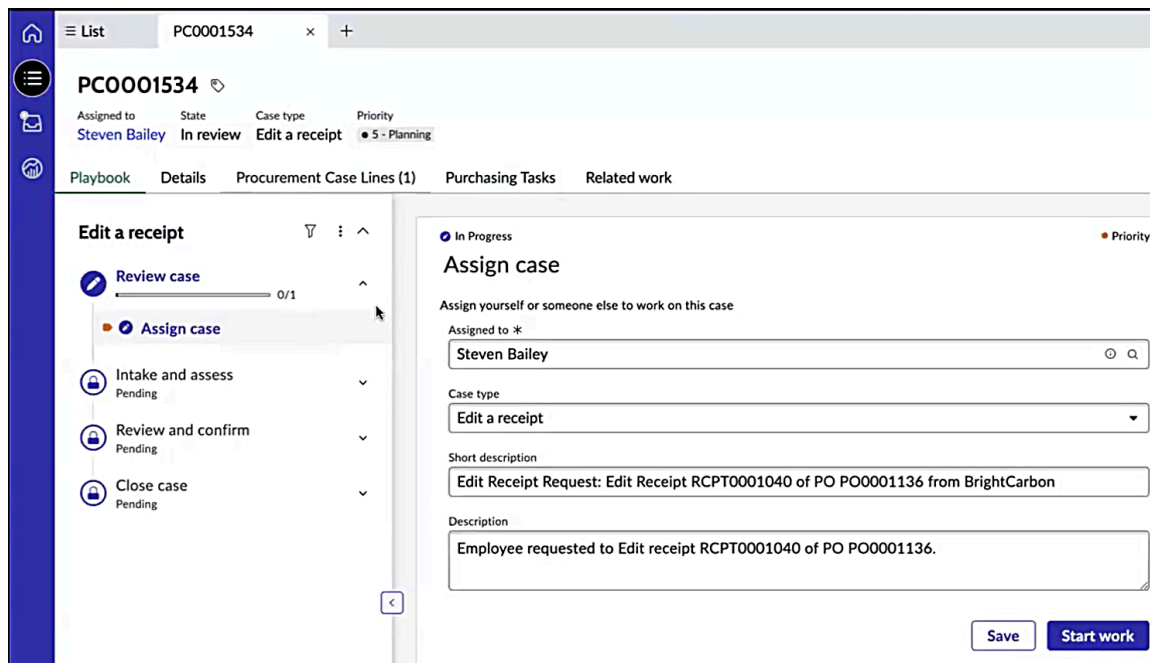 List
PC0001534
PC0001534
Assigned to State Case type Priority
Steven Bailey In review Edit a receipt 5 - Planning
Playbook Details Procurement Case Lines (1) Purchasing Tasks Related work
Edit a receipt
Review case
0/1
Assign case
Intake and assess
Pending
Review and confirm
Pending
Close case
Pending
In Progress
Priority
Assign case
Assign yourself or someone else to work on this case
Assigned to *
Steven Bailey
Case type
Edit a receipt
Short description
Edit Receipt Request: Edit Receipt RCPT0001040 of PO PO0001136 from BrightCarbon
Description
Employee requested to Edit receipt RCPT0001040 of PO PO0001136.
Save Start work